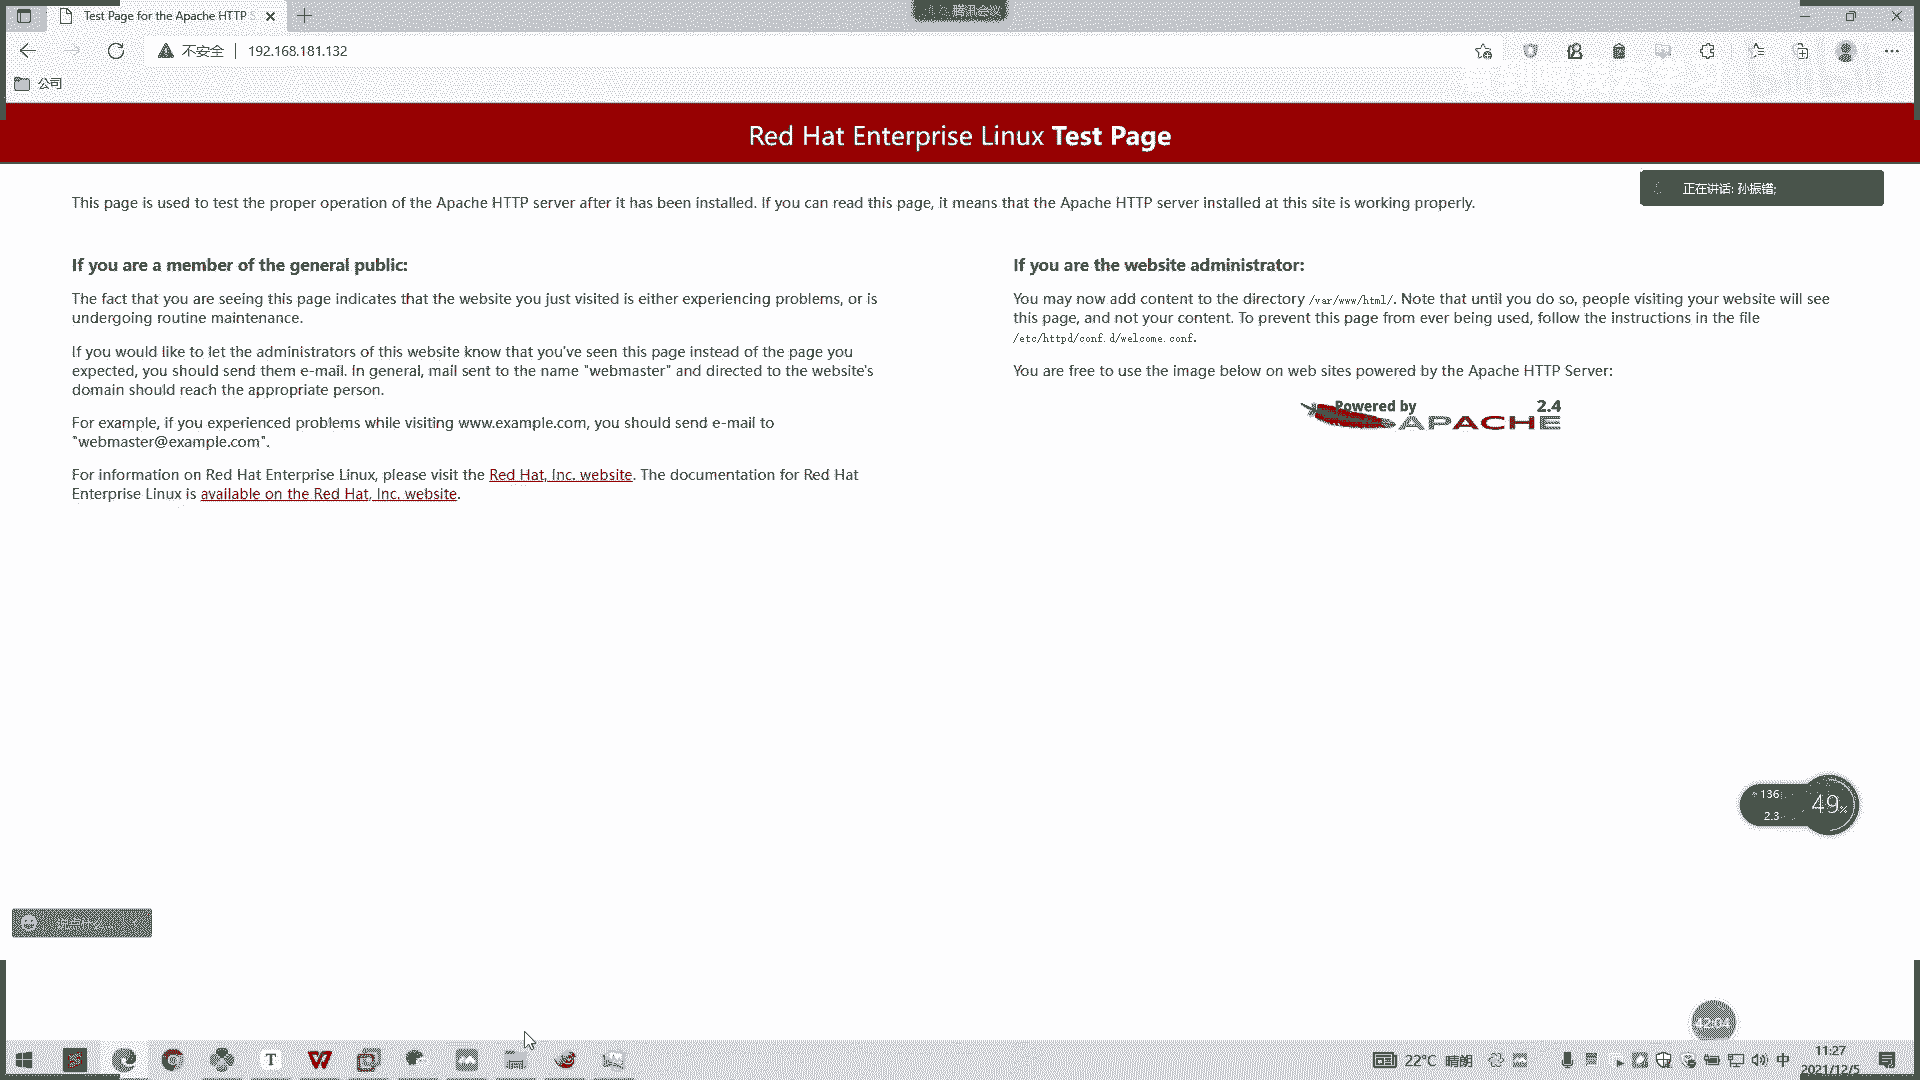 Test Page for the Apache HTTP S
腾讯会议
不安全 192.168.181.132
公司
Red Hat Enterprise Linux Test Page
正在讲话: 孙振错;
This page is used to test the proper operation of the Apache HTTP server after it has been installed. If you can read this page, it means that the Apache HTTP server installed at this site is working properly.
If you are a member of the general public:
The fact that you are seeing this page indicates that the website you just visited is either experiencing problems, or is
undergoing routine maintenance.
If you would like to let the administrators of this website know that you've seen this page instead of the page you
expected, you should send them e-mail. In general, mail sent to the name "webmaster" and directed to the website's
domain should reach the appropriate person.
For example, if you experienced problems while visiting www.example.com, you should send e-mail to
"webmaster@example.com".
For information on Red Hat Enterprise Linux, please visit the Red Hat, Inc. website. The documentation for Red Hat
Enterprise Linux is available on the Red Hat, Inc. website.
If you are the website administrator:
You may now add content to the directory /var/www/html/. Note that until you do so, people visiting your website will see
this page, and not your content. To prevent this page from ever being used, follow the instructions in the file
/etc/httpd/conf.d/welcome.conf.
You are free to use the image below on web sites powered by the Apache HTTP Server:
Powered by 2.4
APACHE
136
2.3
49%
说点什么...
42:04
22°C 晴朗
中
11:27
2021/12/5